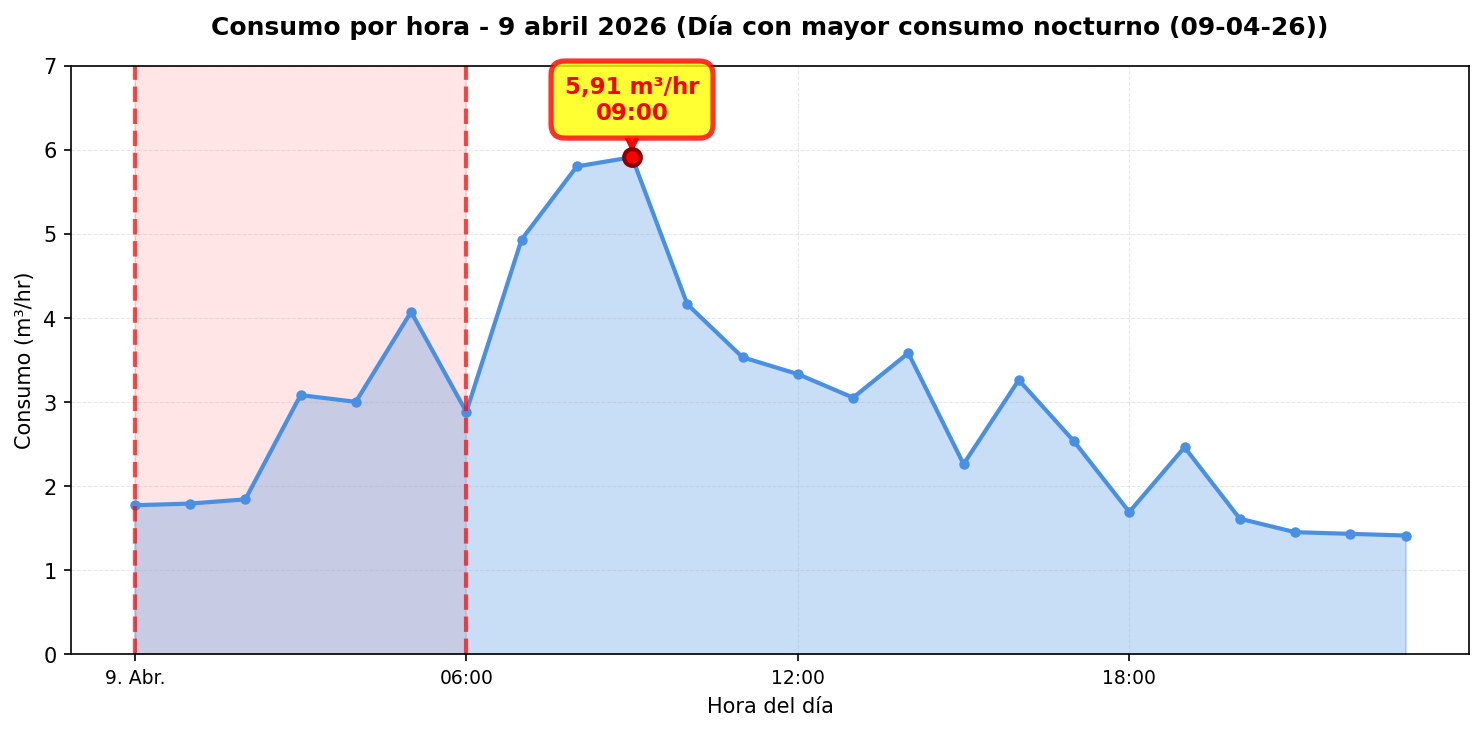 Consumo por hora - 9 abril 2026 (Día con mayor consumo nocturno (09-04-26))
5,91 m³/hr
09:00
7
6
5
4
3
2
1
0
Consumo (m³/hr)
9. Abr.
06:00
12:00
18:00
Hora del día